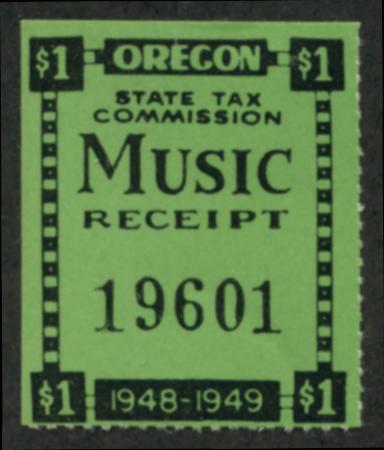 $1 OREGON $1
STATE TAX
COMMISSION
MUSIC
RECEIPT
19601
$1 1948-1949 $1